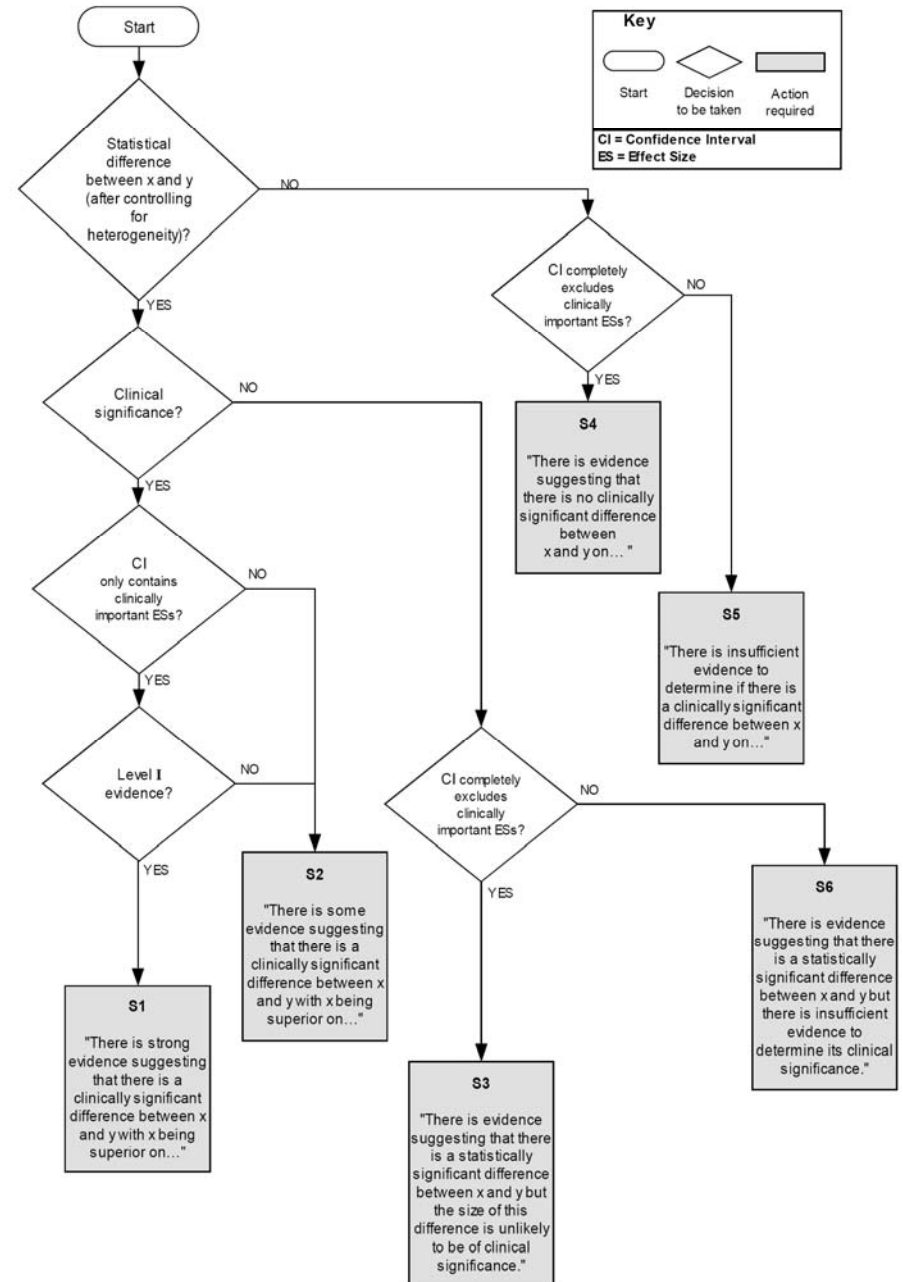 Start
Key
Start
Decision
to be taken
Action
required
CI = Confidence Interval
ES = Effect Size
Statistical
difference
between x and y
(after controlling
for
heterogeneity)?
NO
YES
CI completely
excludes
clinically
important ESs?
NO
YES
Clinical
significance?
NO
YES
S4
"There is evidence
suggesting that
there is no clinically
significant difference
between
x and y on... "
CI
only contains
clinically
important ESs?
NO
YES
S5
"There is insufficient
evidence to
determine if there is
a clinically significant
difference between x
and y on..."
Level I
evidence?
NO
YES
CI completely
excludes
clinically
important ESs?
NO
YES
S2
"There is some
evidence suggesting
that there is a
clinically significant
difference between x
and y with x being
superior on..."
S6
"There is evidence
suggesting that there
is a statistically
significant difference
between x and y but
there is insufficient
evidence to
determine its clinical
significance."
S1
"There is strong
evidence suggesting
that there is a
clinically significant
difference between x
and y with x being
superior on..."
S3
"There is evidence
suggesting that there
is a statistically
significant difference
between x and y but
the size of this
difference is unlikely
to be of clinical
significance."